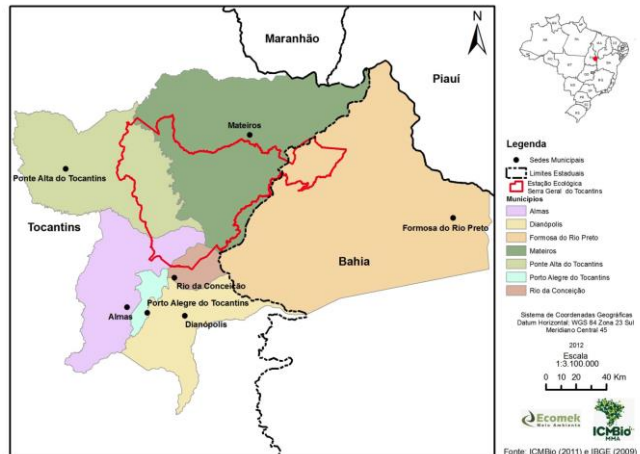 Maranhão
N
Piauí
Mateiros
Ponte Alta do Tocantins
Tocantins
Formosa do Rio Preto
Bahia
Rio da Conceição
Porto Alegre do Tocantins
Almas
Dianópolis
Legenda
Sedes Municipais
Limites Estaduais
Estação Ecológica
Serra Geral do Tocantins
Municípios
Almas
Dianópolis
Formosa do Rio Preto
Mateiros
Ponte Alta do Tocantins
Porto Alegre do Tocantins
Rio da Conceição
Sistema de Coordenadas Geográficas
Datum Horizontal: WGS 84 Zona 23 Sul
Meridiano Central 45
2012
Escala
1:3.100.000
0 10 20 40 Km
Ecomek
Meio Ambiente
ICMBio
MMA
Fonte: ICMBio (2011) e IBGE (2009)